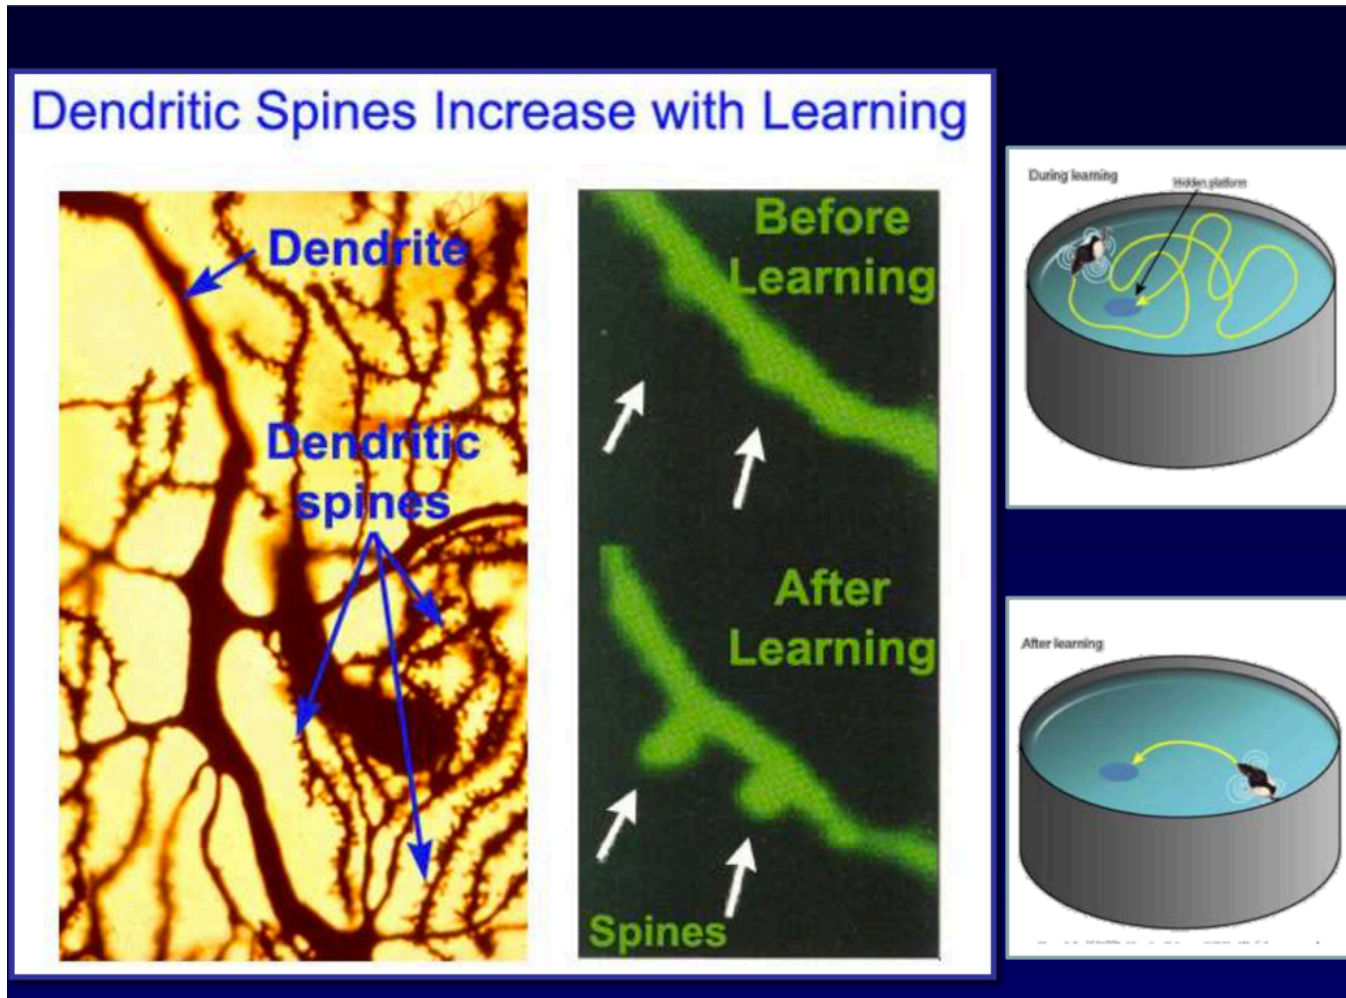 Dendritic Spines Increase with Learning
Dendrite
Dendritic
spines
Before
Learning
After
Learning
Spines
During learning
Hidden platform
After learning